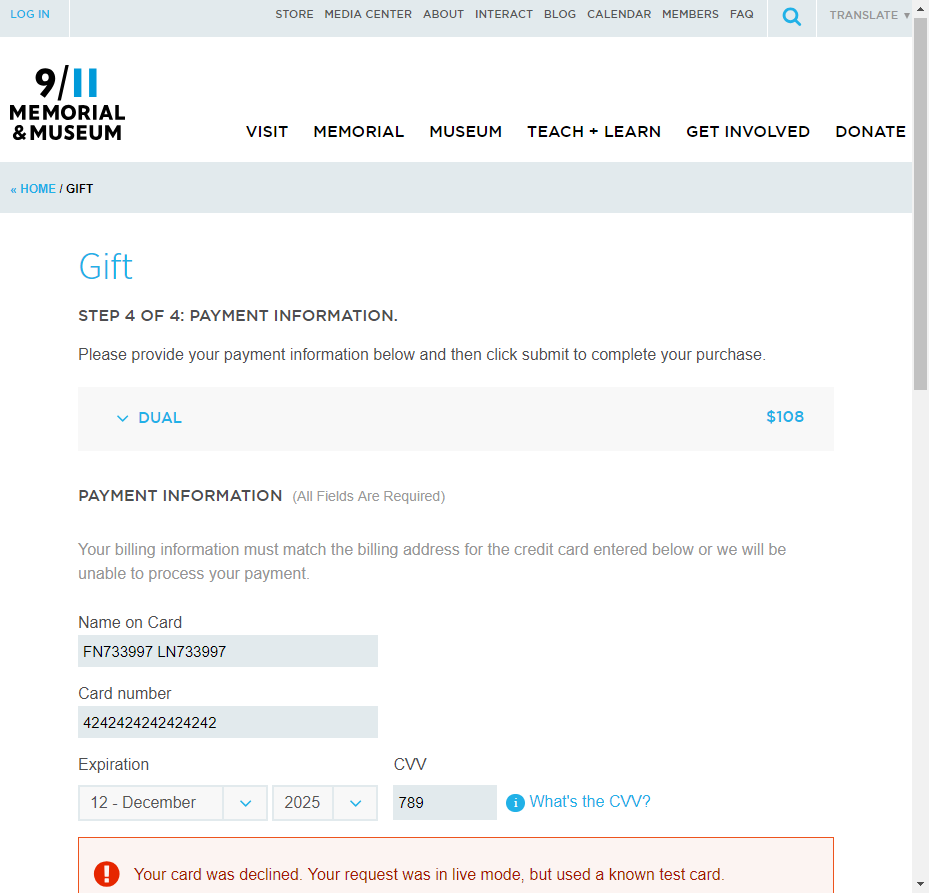 LOG IN STORE MEDIA CENTER ABOUT INTERACT BLOG CALENDAR MEMBERS FAQ TRANSLATE ▼
9/11
MEMORIAL
& MUSEUM
VISIT MEMORIAL MUSEUM TEACH + LEARN GET INVOLVED DONATE
« HOME / GIFT
Gift
STEP 4 OF 4: PAYMENT INFORMATION.
Please provide your payment information below and then click submit to complete your purchase.
DUAL $108
PAYMENT INFORMATION (All Fields Are Required)
Your billing information must match the billing address for the credit card entered below or we will be
unable to process your payment.
Name on Card
FN733997 LN733997
Card number
4242424242424242
Expiration CVV
12 - December 2025 789 i What's the CVV?
! Your card was declined. Your request was in live mode, but used a known test card.